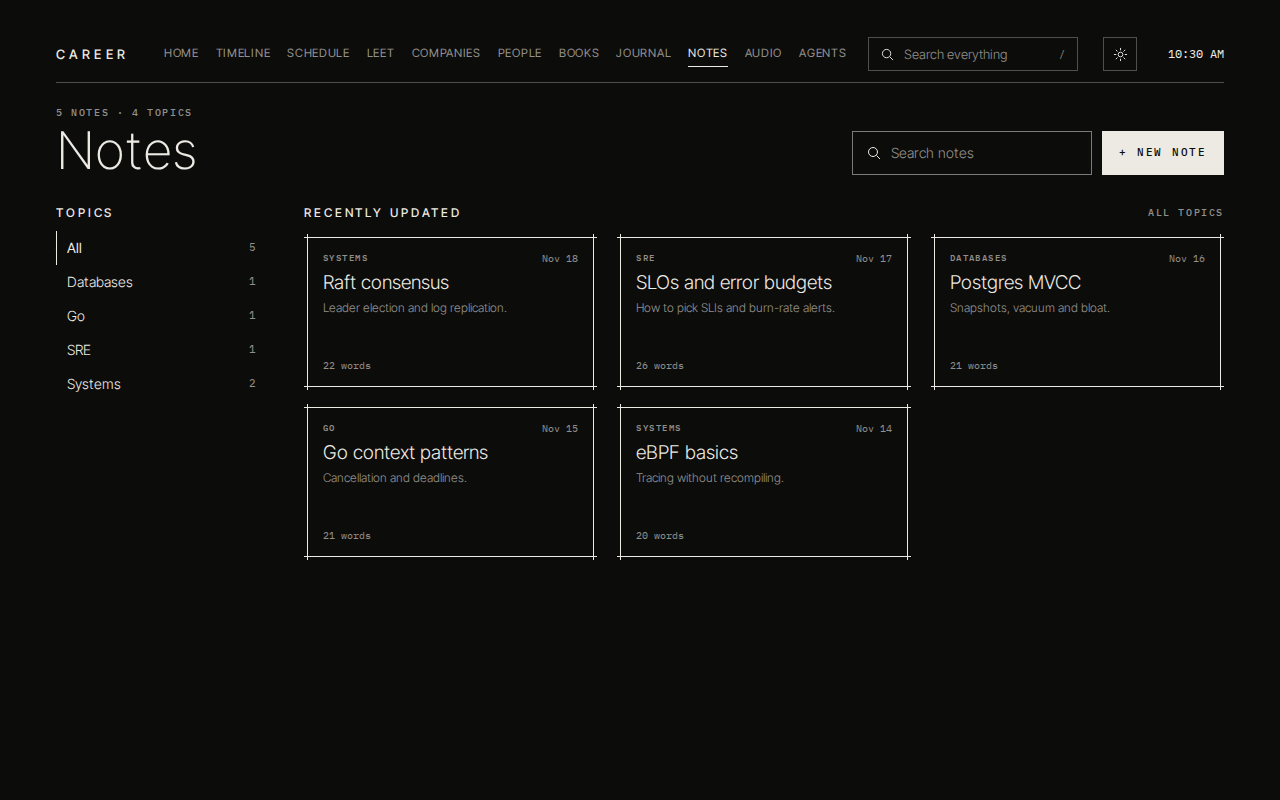 CAREER HOME TIMELINE SCHEDULE LEET COMPANIES PEOPLE BOOKS JOURNAL NOTES AUDIO AGENTS Search everything / 10:30 AM
5 NOTES · 4 TOPICS
Notes
Search notes
+ NEW NOTE
TOPICS
All 5
Databases 1
Go 1
SRE 1
Systems 2
RECENTLY UPDATED
ALL TOPICS
SYSTEMS Nov 18
Raft consensus
Leader election and log replication.
22 words
SRE Nov 17
SLOs and error budgets
How to pick SLIs and burn-rate alerts.
26 words
DATABASES Nov 16
Postgres MVCC
Snapshots, vacuum and bloat.
21 words
GO Nov 15
Go context patterns
Cancellation and deadlines.
21 words
SYSTEMS Nov 14
eBPF basics
Tracing without recompiling.
20 words